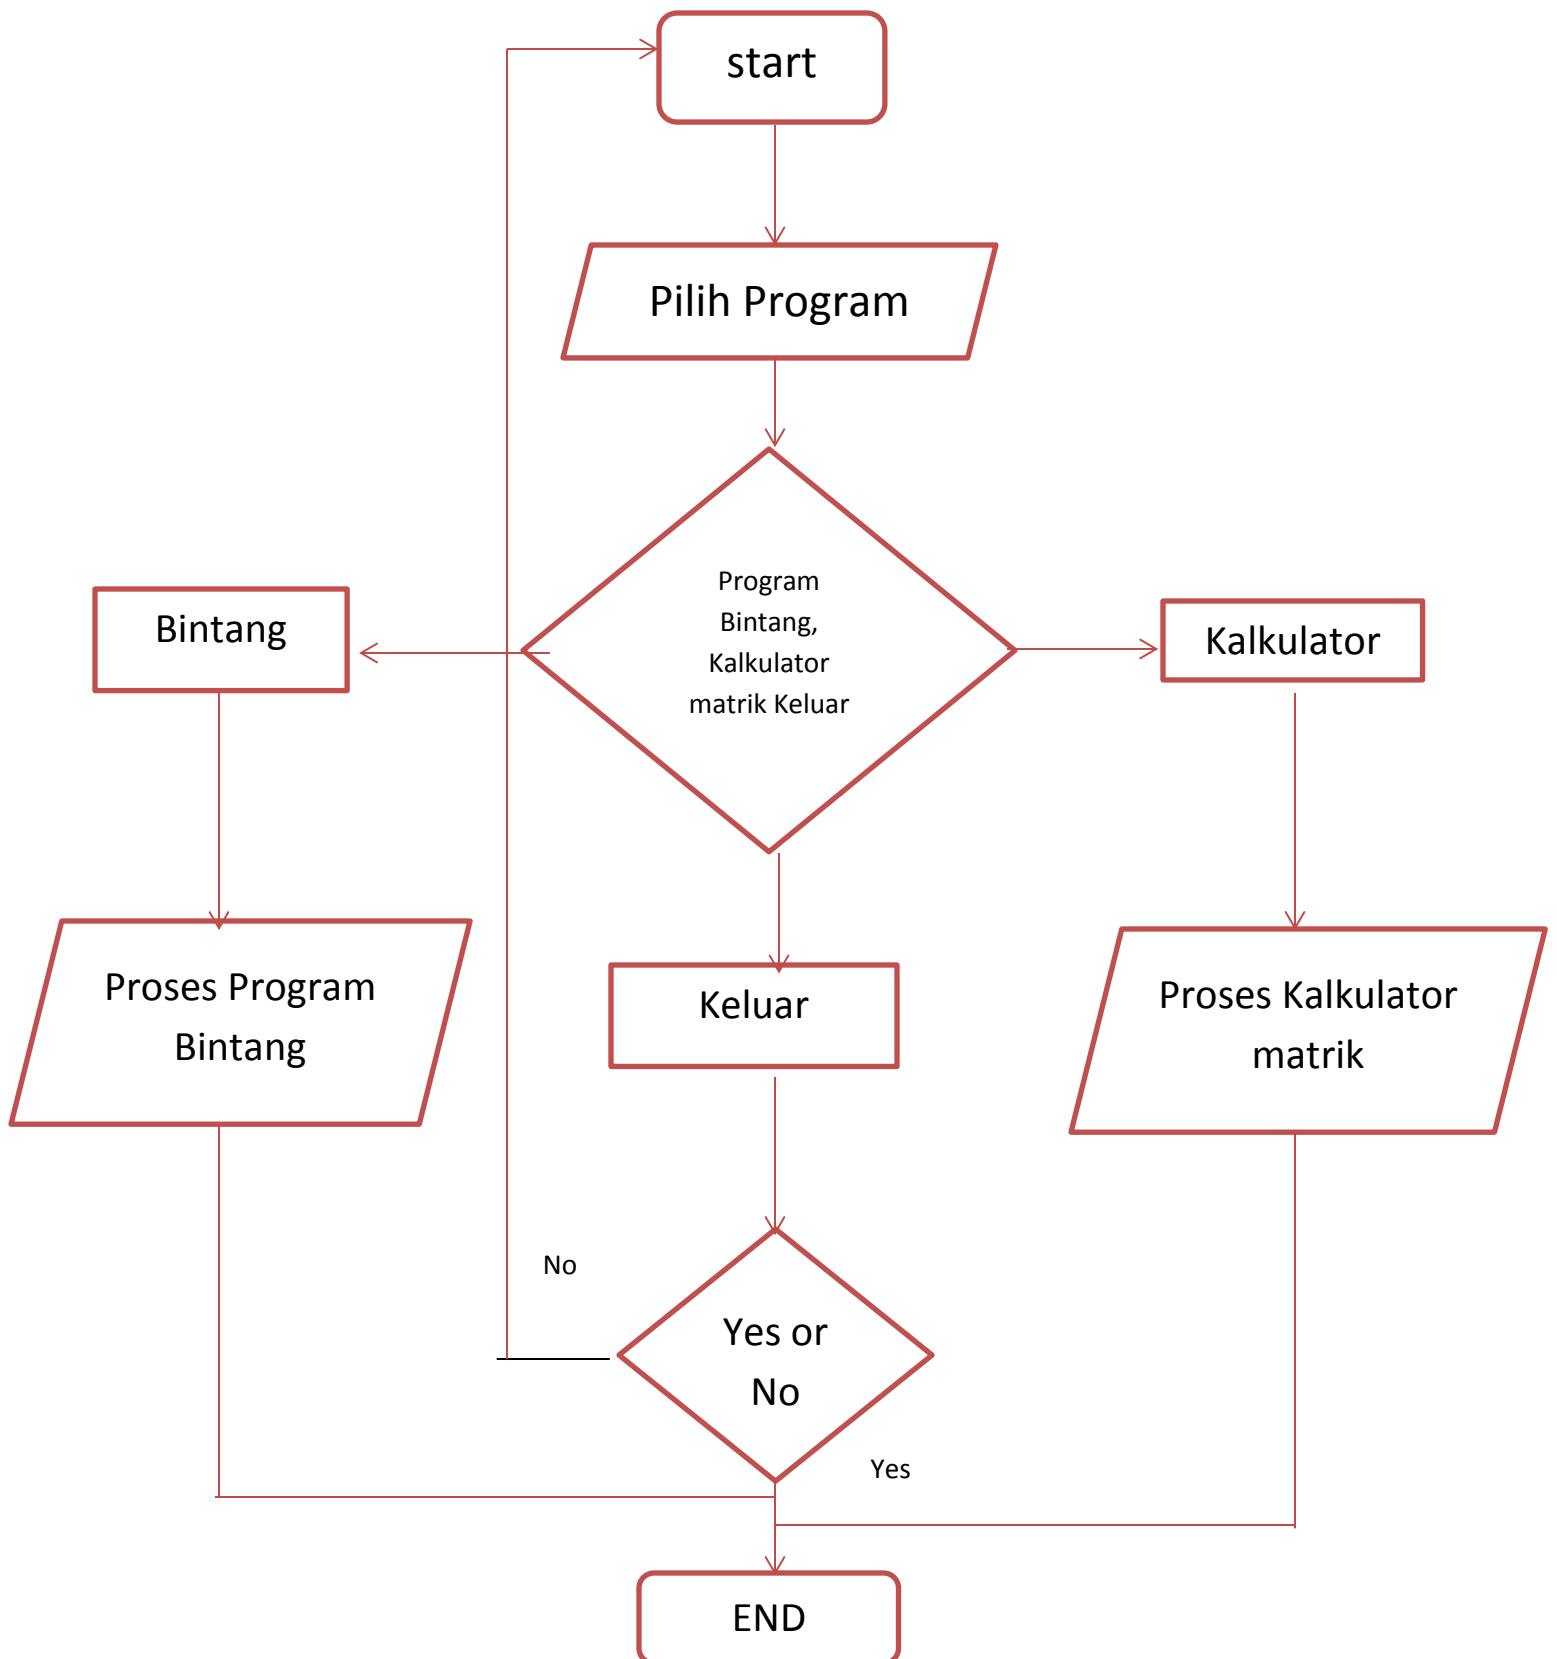 start
Pilih Program
Program
Bintang,
Kalkulator
matrik Keluar
Bintang
Kalkulator
Proses Program
Bintang
Keluar
Proses Kalkulator
matrik
No
Yes or
No
Yes
END